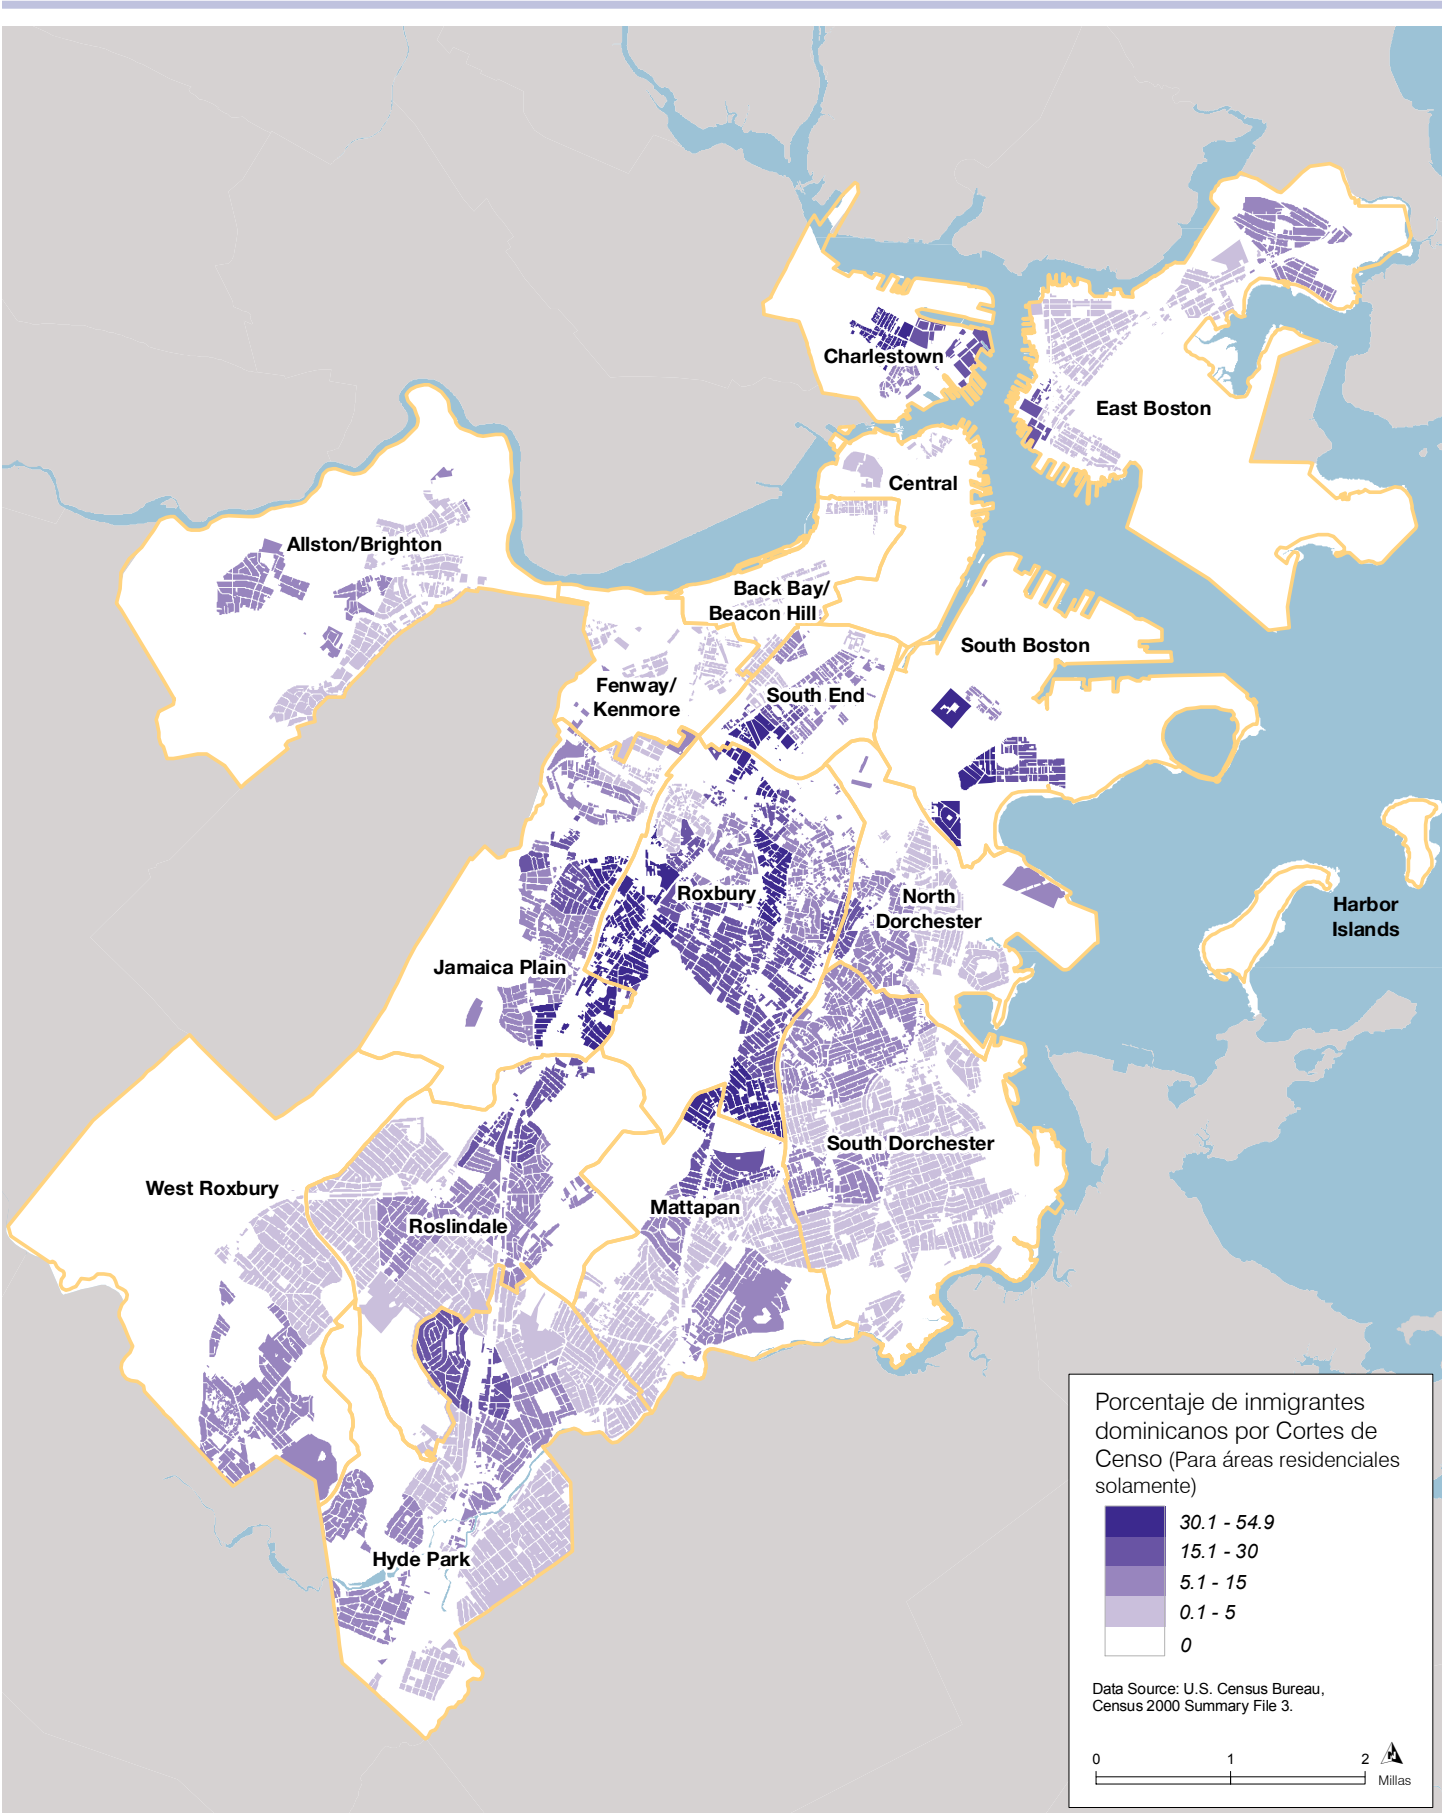 Charlestown
East Boston
Central
Allston/Brighton
Back Bay/
Beacon Hill
South Boston
Fenway/
Kenmore
South End
Roxbury
North
Dorchester
Harbor
Islands
Jamaica Plain
South Dorchester
West Roxbury
Mattapan
Roslindale
Hyde Park
Porcentaje de inmigrantes
dominicanos por Cortes de
Censo (Para áreas residenciales
solamente)
30.1 - 54.9
15.1 - 30
5.1 - 15
0.1 - 5
0
Data Source: U.S. Census Bureau,
Census 2000 Summary File 3.
0 1 2
N
Millas